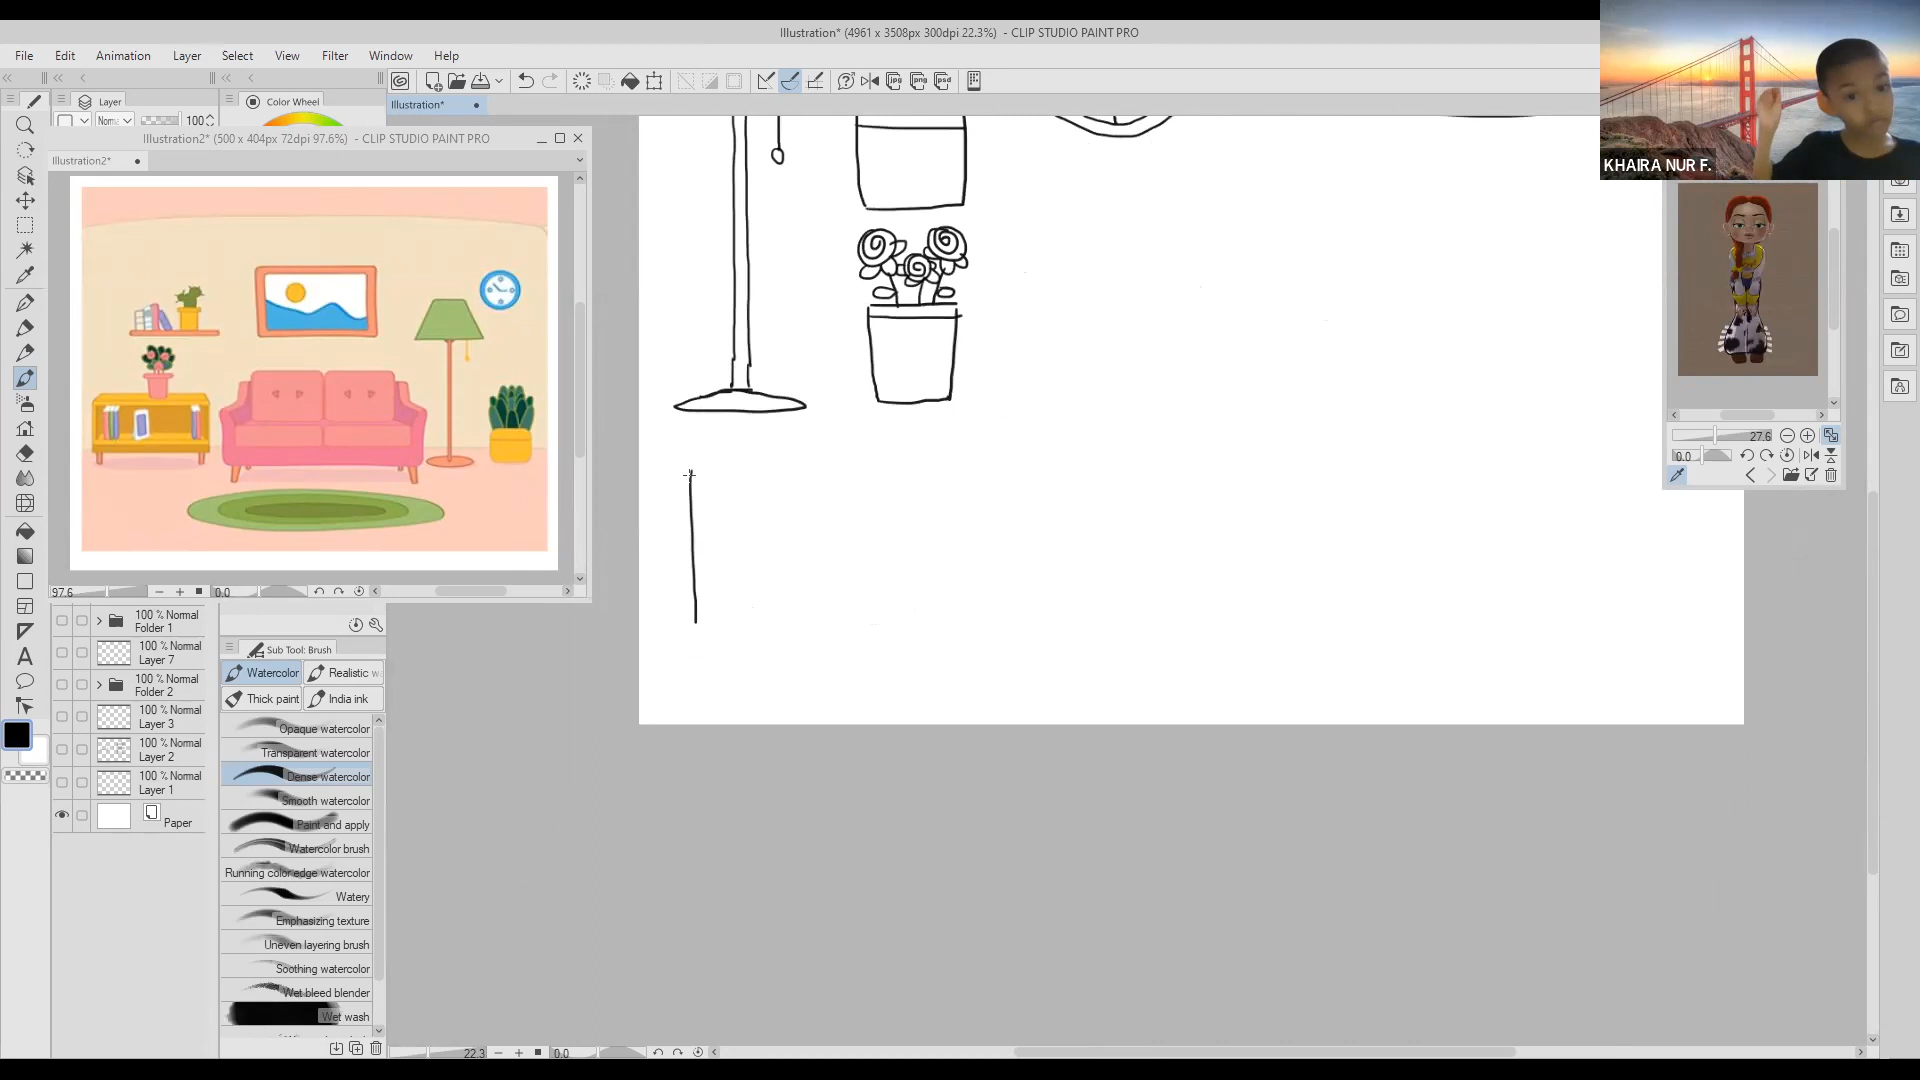 Illustration* (4961 x 3508px 300dpi 22.3%) - CLIP STUDIO PAINT PRO
File Edit Animation Layer Select View Filter Window Help
Layer
Color Wheel
Illustration*
100
Illustration2* (500 x 404px 72dpi 97.6%) - CLIP STUDIO PAINT PRO
Illustration2*
KHAIRA NUR F.
27.6
0.0
97.6
0.0
100 % Normal
Folder 1
100 % Normal
Layer 7
100 % Normal
Folder 2
100 % Normal
Layer 3
100 % Normal
Layer 2
100 % Normal
Layer 1
Paper
Sub Tool: Brush
Watercolor
Realistic
Thick paint
India ink
Opaque watercolor
Transparent watercolor
Dense watercolor
Smooth watercolor
Paint and apply
Watercolor brush
Running color edge watercolor
Watery
Emphasizing texture
Uneven layering brush
Soothing watercolor
Wet bleed blender
Wet wash
22.3
0.0